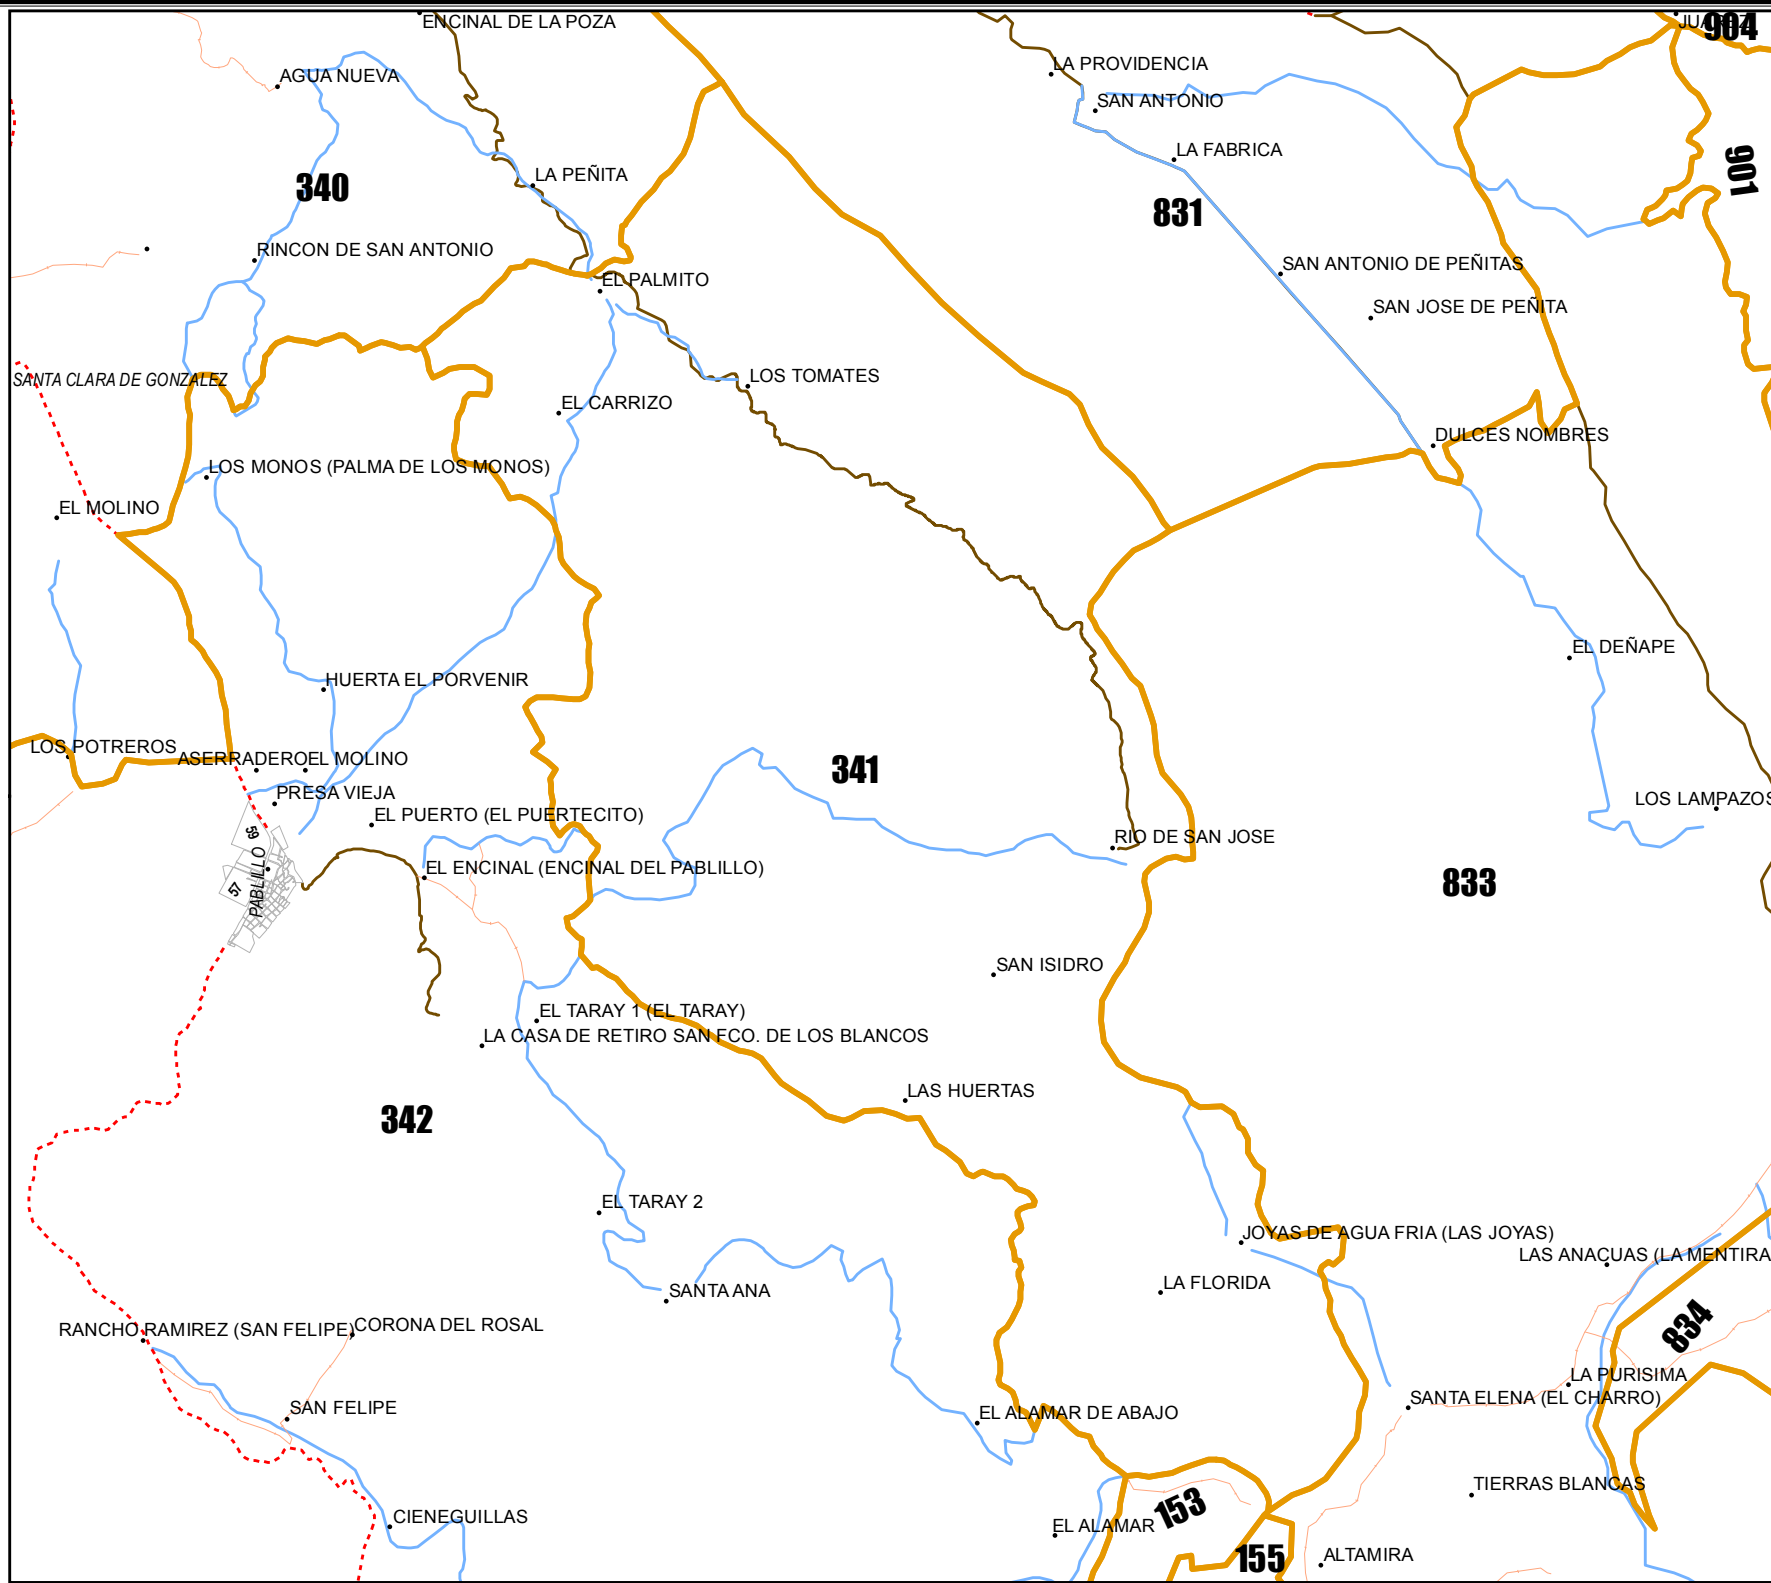 ENCINAL DE LA POZA
904
AGUA NUEVA
LA PROVIDENCIA
SAN ANTONIO
LA FABRICA
901
LA PEÑITA
340
831
RINCON DE SAN ANTONIO
SAN ANTONIO DE PEÑITAS
EL PALMITO
SAN JOSE DE PEÑITA
SANTA CLARA DE GONZALEZ
LOS TOMATES
EL CARRIZO
DULCES NOMBRES
LOS MONOS (PALMA DE LOS MONOS)
EL MOLINO
EL DEÑAPE
HUERTA EL PORVENIR
LOS POTREROS
ASERRADERO
EL MOLINO
341
PRESA VIEJA
LOS LAMPAZOS
EL PUERTO (EL PUERTECITO)
59
RIO DE SAN JOSE
PABLILLO
57
EL ENCINAL (ENCINAL DEL PABLILLO)
833
SAN ISIDRO
EL TARAY 1 (EL TARAY)
LA CASA DE RETIRO SAN FCO. DE LOS BLANCOS
LAS HUERTAS
342
EL TARAY 2
JOYAS DE AGUA FRIA (LAS JOYAS)
LAS ANACUAS (LA MENTIRA
LA FLORIDA
SANTA ANA
834
RANCHO RAMIREZ (SAN FELIPE)
CORONA DEL ROSAL
LA PURISIMA
SANTA ELENA (EL CHARRO)
SAN FELIPE
EL ALAMAR DE ABAJO
TIERRAS BLANCAS
153
CIENEGUILLAS
EL ALAMAR
155
ALTAMIRA